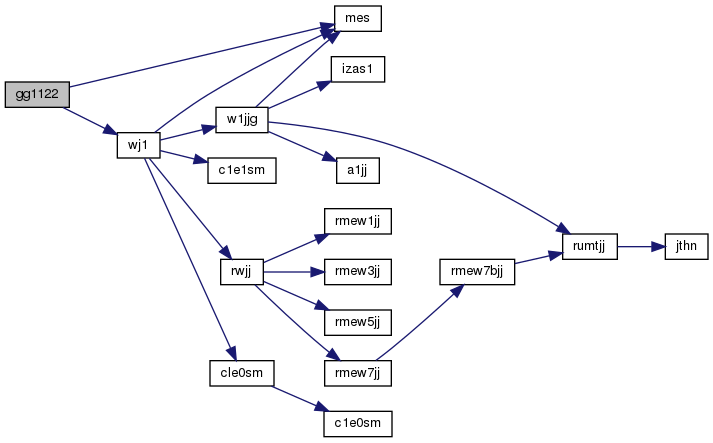 mes
izas1
gg1122
w1jjg
wj1
c1e1sm
a1jj
rmew1jj
rumtjj
jthn
rwjj
rmew3jj
rmew7bjj
rmew5jj
cle0sm
rmew7jj
c1e0sm